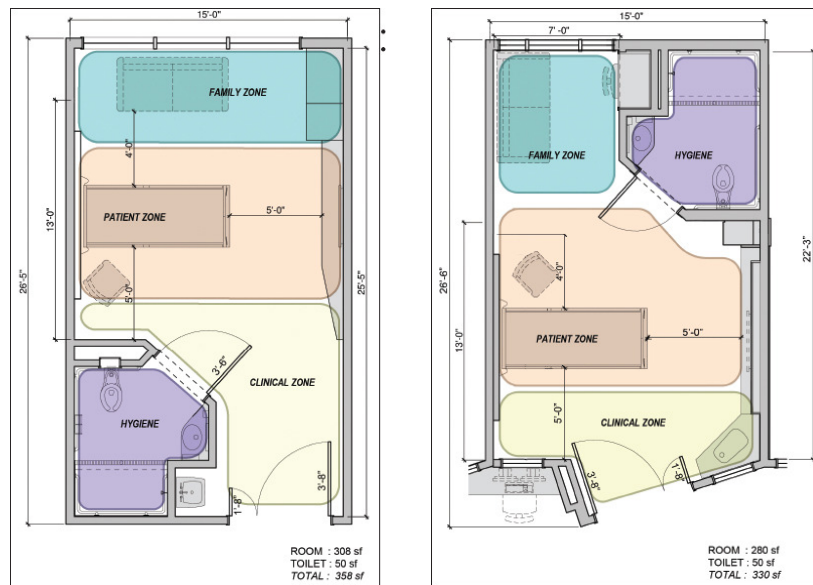 15'-0"
FAMILY ZONE
4'-0"
PATIENT ZONE
5'-0"
13'-0"
26'-5"
25'-5"
5'-0"
3'-6"
CLINICAL ZONE
HYGIENE
3'-8"
1'-8"
ROOM : 308 sf
TOILET : 50 sf
TOTAL : 358 sf
15'-0"
7' -0"
FAMILY ZONE
HYGIENE
22'-3"
4'-0"
26'-6"
13'-0"
PATIENT ZONE
5'-0"
5'-0"
CLINICAL ZONE
3'-8"
1'-8"
ROOM : 280 sf
TOILET : 50 sf
TOTAL : 330 sf